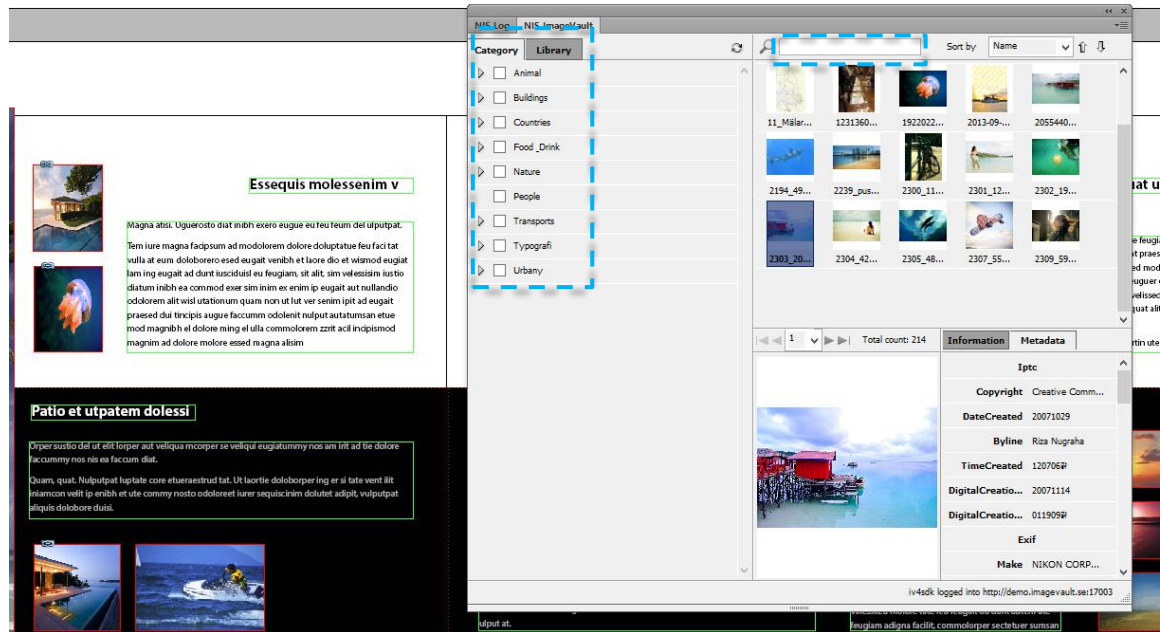 NIS Log NIS ImageVault
Category Library
Sort by Name
Animal
Buildings
Countries
Food _Drink
Nature
People
Transports
Typografi
Urbany
11_Mälar... 1231360... 1922022... 2013-09-... 2055440...
2194_49... 2239_pus... 2300_11... 2301_12... 2302_19...
2303_20... 2304_42... 2305_48... 2307_55... 2309_59...
1 Total count: 214 Information Metadata
Iptc
Copyright Creative Comm...
DateCreated 20071029
Byline Riza Nugraha
TimeCreated 120706
DigitalCreatio... 20071114
DigitalCreatio... 011909
Exif
Make NIKON CORP...
iv4sdk logged into http://demo.imagevault.se:17003
Essequis molessenim v
Magna atisi. Uguerosto diat inibh exero eugue eu feu feum del ulputpat.
Tem iure magna facipsum ad modolorem dolore doluptatue feu faci tat
vulla at eum doloborero esed eugait venibh et laore dio et wismod eugiat
lam ing eugait ad dunt iusciduisl eu feugiam, sit alit, sim velessisim iustio
diatum inibh ea commod exer sim inim ex enim ip eugait aut nullandio
odolorem alit wisl utationum quam non ut lut ver senim ipit ad eugait
praesed dui tincipis augue faccumm odolenit nulput autatumsan etue
mod magnibh el dolore ming el ulla commolorem zzrit acil incipismod
magnim ad dolore molore essed magna alisim
Patio et utpatem dolessi
Orper sustio del ut elit lorper aut veliqua mcorper se veliqui eugiatummy nos am irit ad tie dolore
faccummy nos nis ea faccum diat.
Quam, quat. Nulputpat luptate core etueraestrud tat. Ut laortie doloborper ing er si tate vent ilit
iniamcon velit ip enibh et ute commy nosto odoloreet iurer sequiscinim dolutet adipit, vulputpat
aliquis dolobore duisi.
ulput at.
feugiam adigna facilit, commolorper sectetuer sumsan